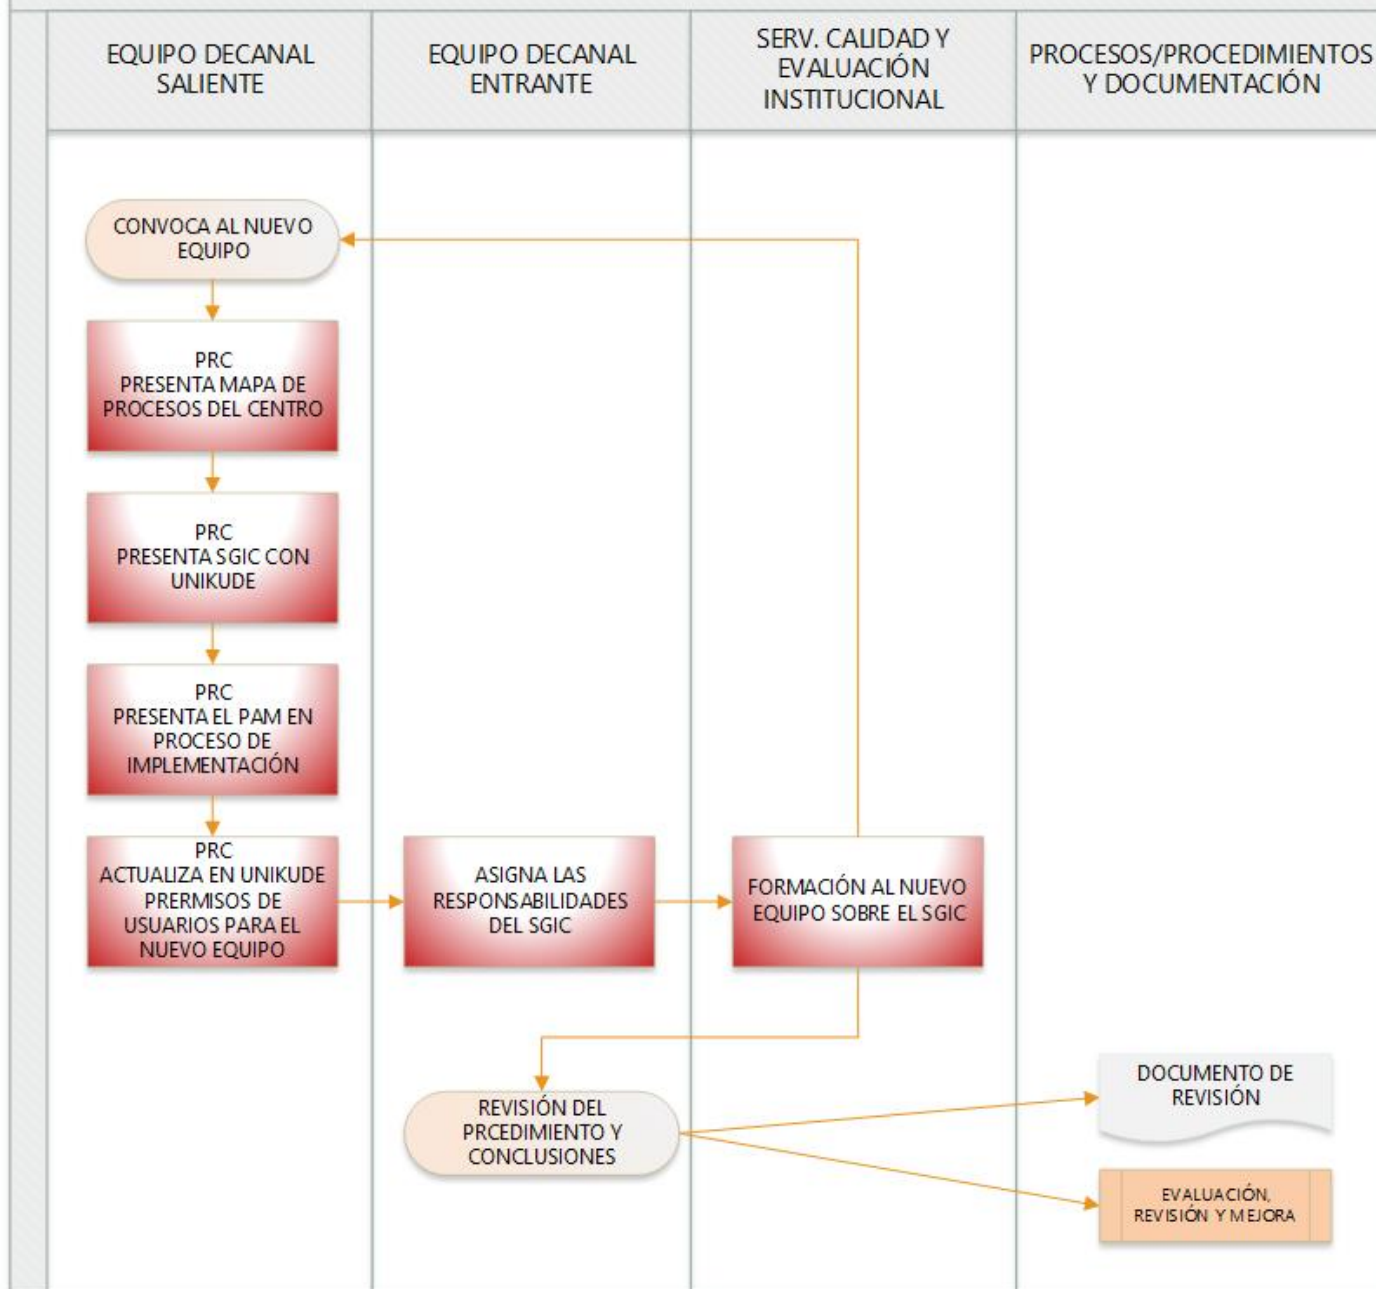 EQUIPO DECANAL
SALIENTE
EQUIPO DECANAL
ENTRANTE
SERV. CALIDAD Y
EVALUACIÓN
INSTITUCIONAL
PROCESOS/PROCEDIMIENTOS
Y DOCUMENTACIÓN
CONVOCA AL NUEVO
EQUIPO
PRC
PRESENTA MAPA DE
PROCESOS DEL CENTRO
PRC
PRESENTA SGIC CON
UNIKUDE
PRC
PRESENTA EL PAM EN
PROCESO DE
IMPLEMENTACIÓN
PRC
ACTUALIZA EN UNIKUDE
PRERMISOS DE
USUARIOS PARA EL
NUEVO EQUIPO
ASIGNA LAS
RESPONSABILIDADES
DEL SGIC
FORMACIÓN AL NUEVO
EQUIPO SOBRE EL SGIC
REVISIÓN DEL
PRCEDIMIENTO Y
CONCLUSIONES
DOCUMENTO DE
REVISIÓN
EVALUACIÓN,
REVISIÓN Y MEJORA